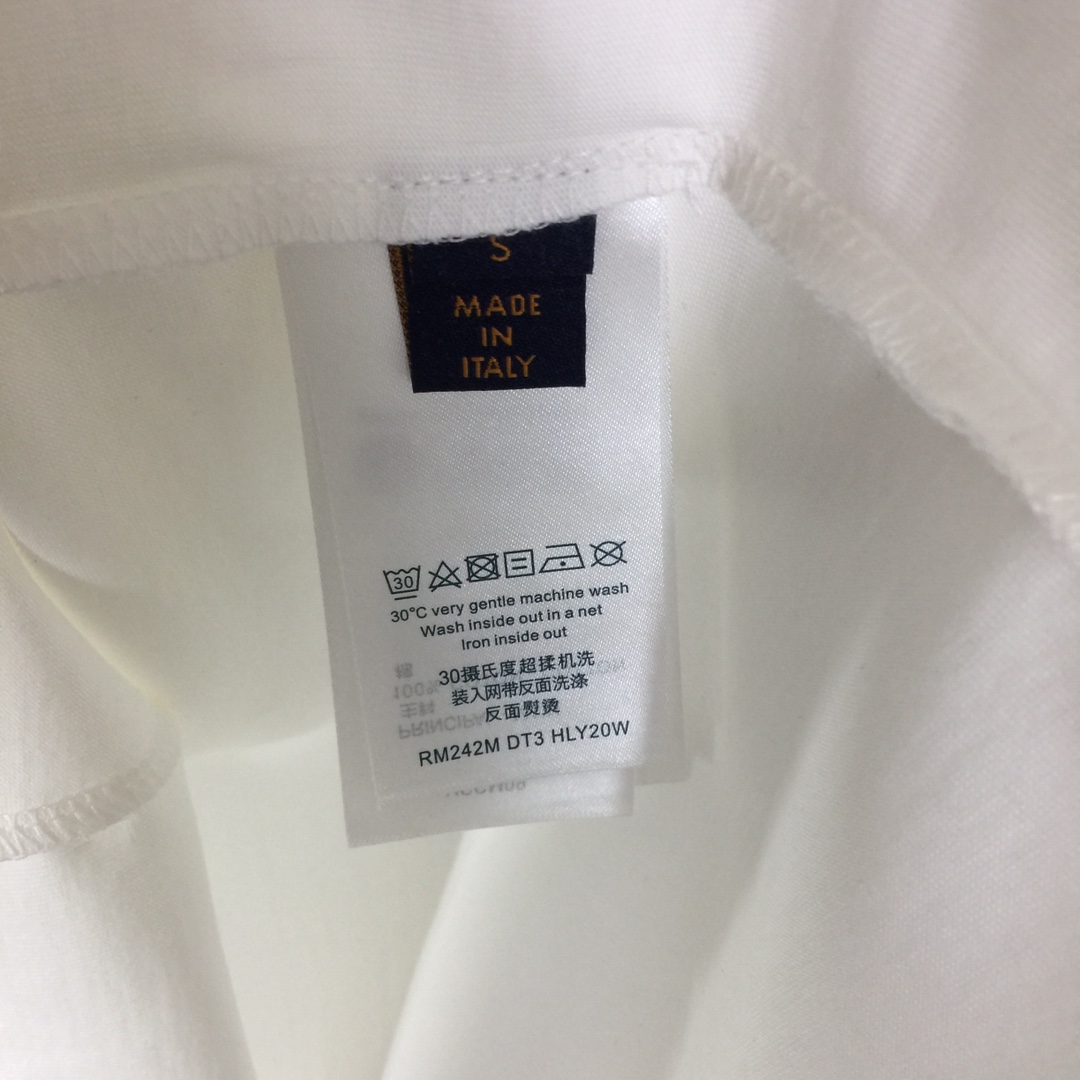 S
MADE
IN
ITALY
30
30°C very gentle machine wash
Wash inside out in a net
Iron inside out
30摄氏度超揉机洗
装入网带反面洗涤
反面熨烫
RM242M DT3 HLY20W